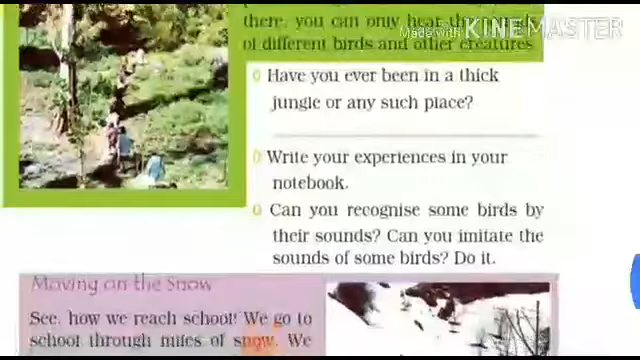 there, you can only hear the
of different birds and other creatures
Made with KINEMASTER
Have you ever been in a thick
jungle or any such place?
Write your experiences in your
notebook.
Can you recognise some birds by
their sounds? Can you imitate the
sounds of some birds? Do it.
Moving on the Snow
See, how we reach school! We go to
school through miles of snow. We